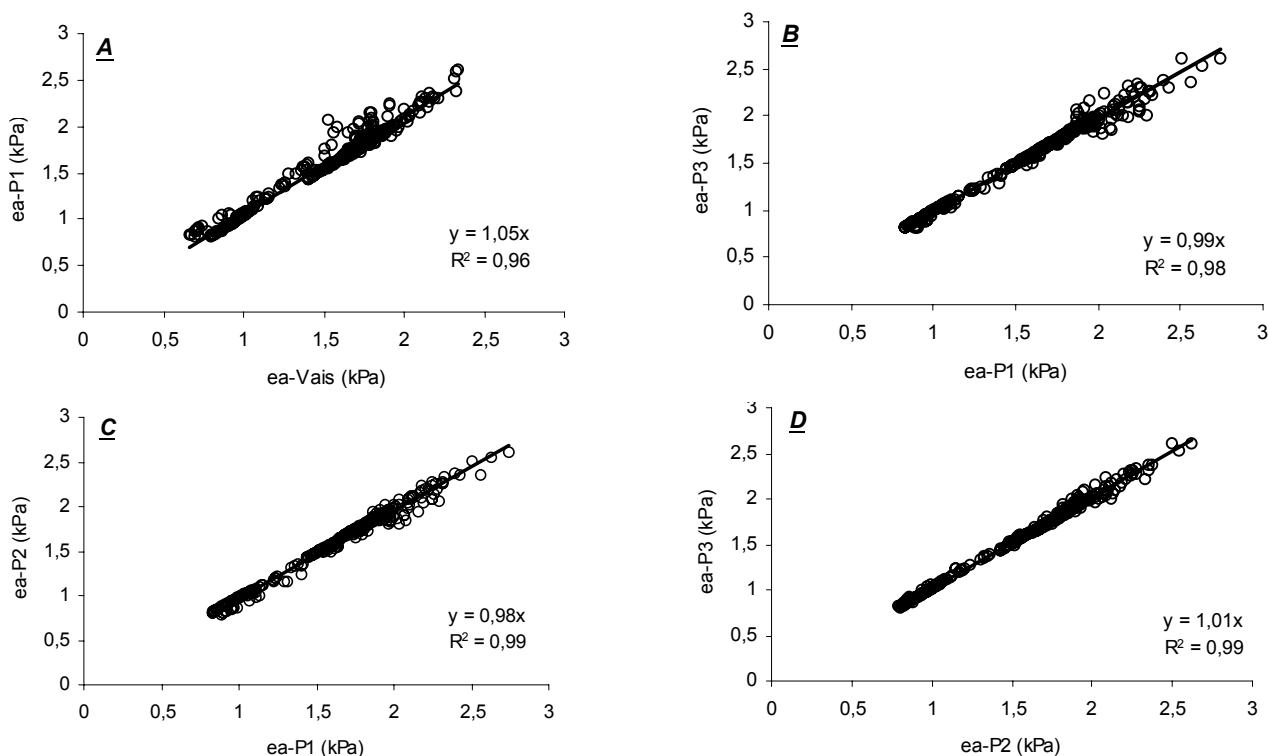 A
3
2,5
2
1,5
1
0,5
0
ea-P1 (kPa)
y = 1,05x
R² = 0,96
0 0,5 1 1,5 2 2,5 3
ea-Vais (kPa)
B
3
2,5
2
1,5
1
0,5
0
ea-P3 (kPa)
y = 0,99x
R² = 0,98
0 0,5 1 1,5 2 2,5 3
ea-P1 (kPa)
C
3
2,5
2
1,5
1
0,5
0
ea-P2 (kPa)
y = 0,98x
R² = 0,99
0 0,5 1 1,5 2 2,5 3
ea-P1 (kPa)
D
3
2,5
2
1,5
1
0,5
0
ea-P3 (kPa)
y = 1,01x
R² = 0,99
0 0,5 1 1,5 2 2,5 3
ea-P2 (kPa)